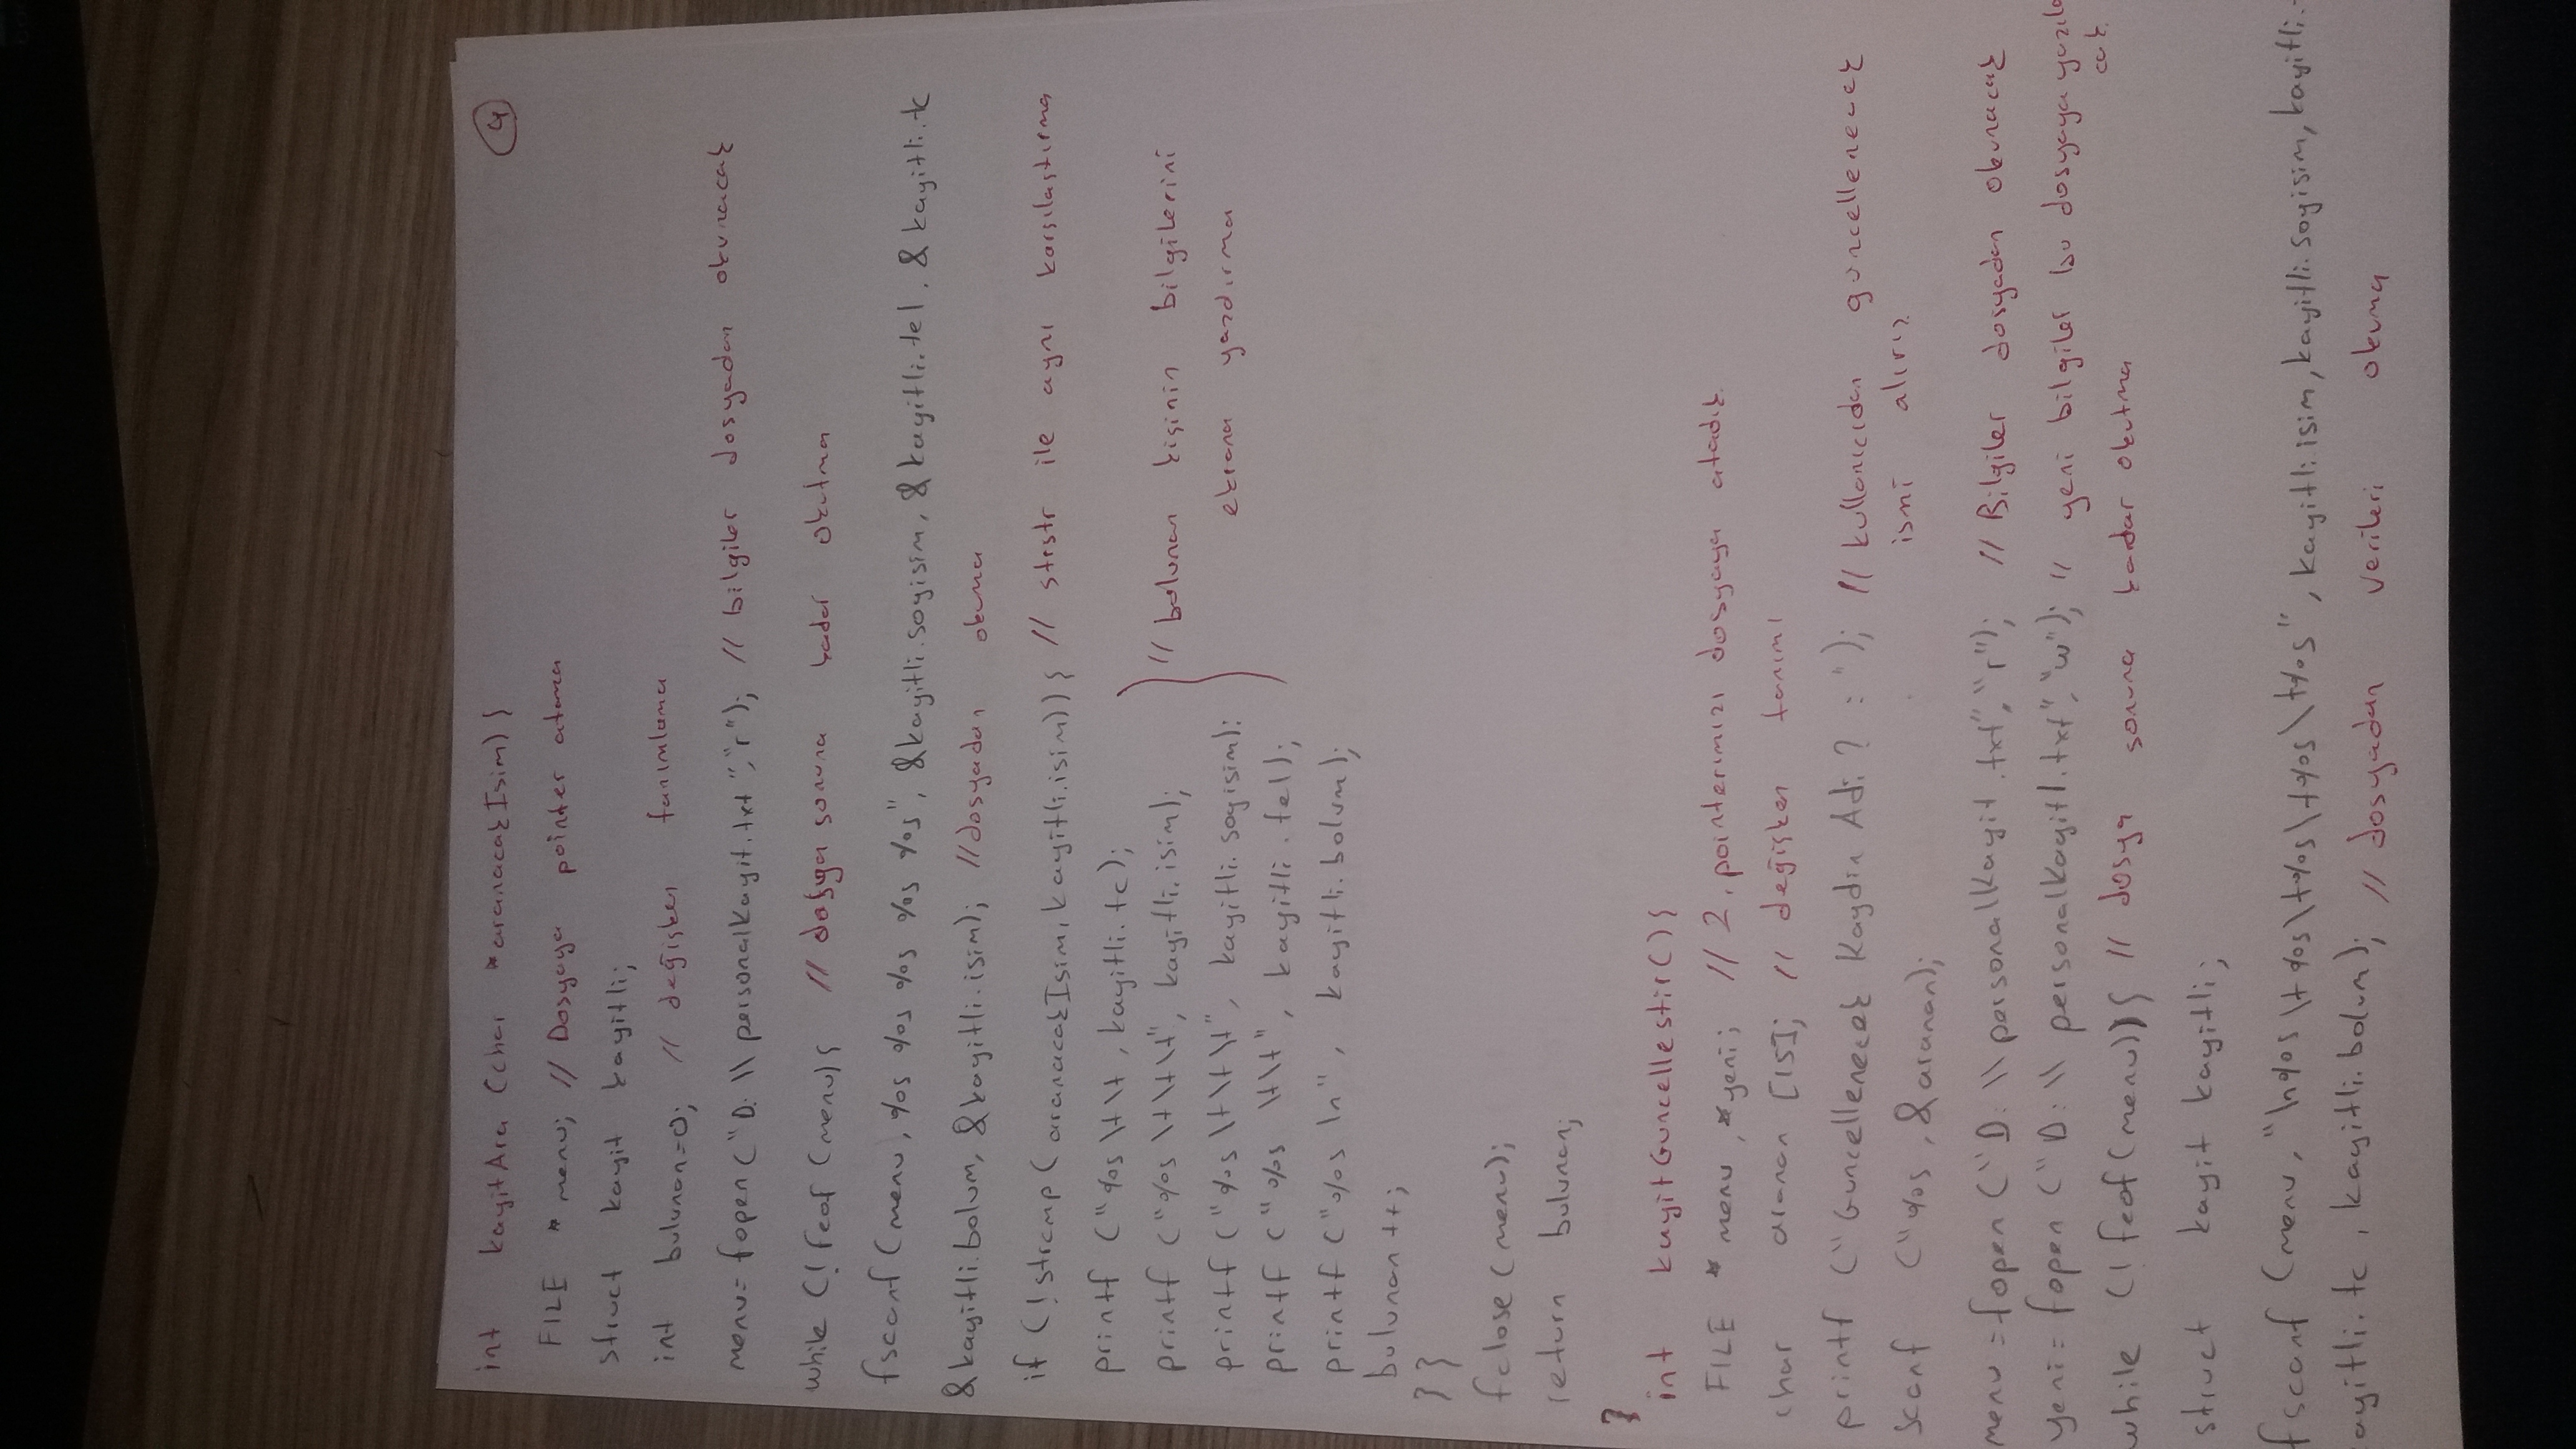 int kayitAra (char *aranacakIsim) {
4
FILE * menu; // Dosyaya pointer atama
struct kayit kayitli;
int bulunan=0; // değişken tanımlama
menu= fopen ("D:\\personalKayit.txt","r"); // bilgiler dosyadan okunacak
while (! feof (menu){ // dosya sonuna kadar okutma
fscanf (menu, %s %s %s %s %s", &kayitli.soyisim, &kayitli.tel, & kayitli.tc
&kayitli.bolum, &kayitli.isim); //dosyadan okuma
if (!strcmp (aranacakIsim, kayitli.isim)) { // strstr ile aynı karşılaştırma
printf ("%s \t\t , kayitli.tc);
printf ("%s \t\t\t", kayitli.isim); // bulunan kişinin bilgilerini
printf ("%s \t\t\t", kayitli.soyisim); ekrana yazdırma
printf ("%s \t\t", kayitli.tel);
printf ("%s \n", kayitli.bolum);
bulunan ++;
} }
fclose (menu);
return bulunan;
}
int kayitGuncellestir() {
FILE * menu, *yeni; // 2. pointerımızı dosyaya atadık.
char aranan [15]; // değişken tanımı
printf ("Guncellenecek Kaydin Adi ? : "); // kullanıcıdan güncellenecek
scanf ("%s , &aranan); ismi alırız
menu = fopen ("D:\\personalKayit.txt","r"); // Bilgiler dosyadan okunacak
yeni= fopen ("D:\\personalKayit1.txt","w"); // yeni bilgiler bu dosyaya yazıla
cak.
while (! feof(menu)) { // dosya sonuna kadar okutma
struct kayit kayitli;
fscanf (menu, "\n%s\t%s\t%s\t%s\t%s", kayitli.isim, kayitli.soyisim, kayitli.
ayitli.tc , kayitli.bolum); // dosyadan verileri okuma